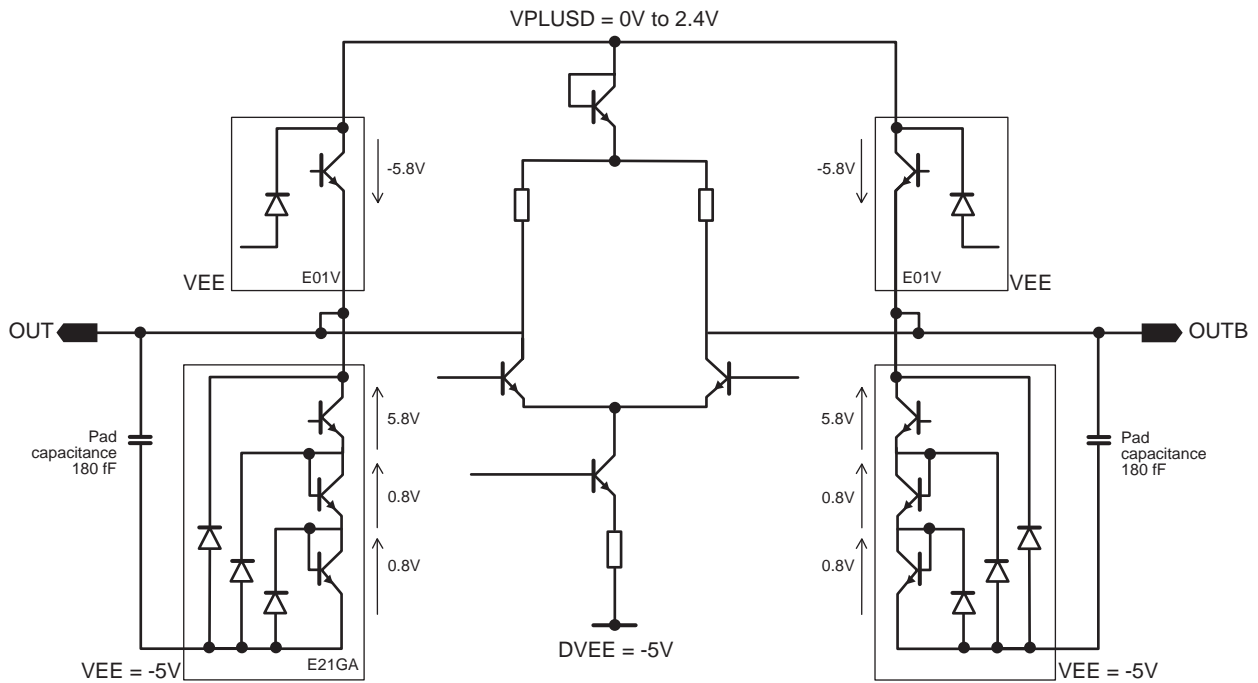 VPLUSD = 0V to 2.4V
-5.8V
-5.8V
E01V
E01V
VEE
VEE
OUT
OUTB
5.8V
5.8V
Pad
capacitance
180 fF
Pad
capacitance
180 fF
0.8V
0.8V
0.8V
0.8V
DVEE = -5V
E21GA
VEE = -5V
VEE = -5V